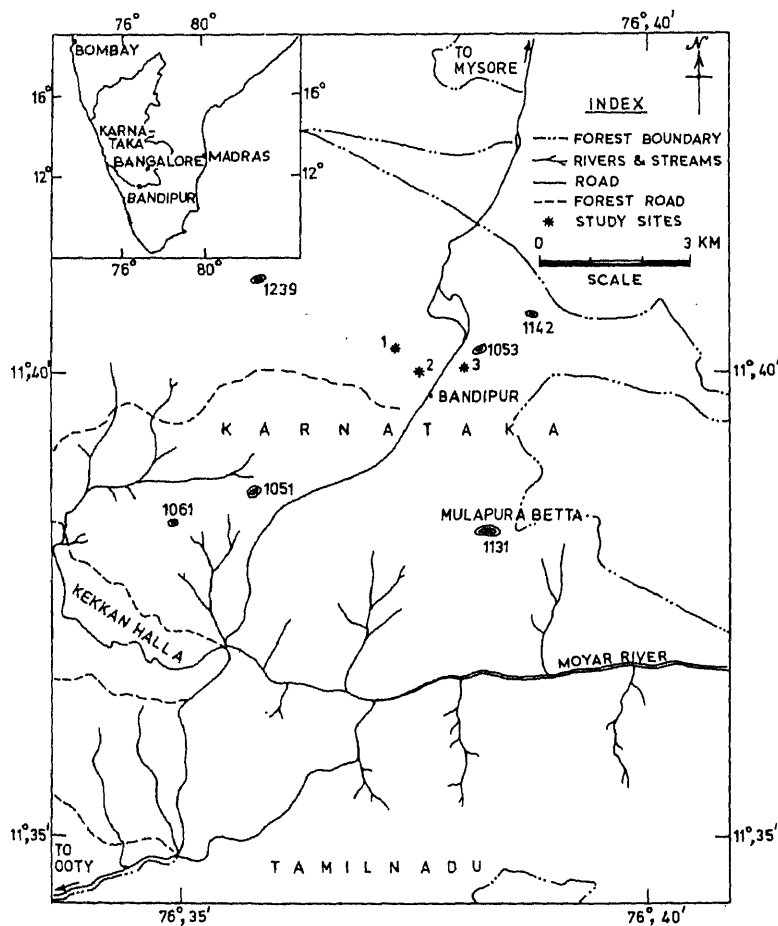 76° 80°
BOMBAY
16° 16°
KARNA-
TAKA
BANGALORE MADRAS
12° 12°
BANDIPUR
76° 80°
76°, 40'
TO
MYSORE
N
INDEX
FOREST BOUNDARY
RIVERS & STREAMS
ROAD
FOREST ROAD
STUDY SITES
0 3 KM
SCALE
1239
1142
1 1053
2 3
11°, 40' 11°, 40'
BANDIPUR
KARNATAKA
1051
1061
MULAPURA BETTA
1131
KEKKAN HALLA
MOYAR RIVER
11°, 35' 11°, 35'
TO
OOTY
TAMILNADU
76°, 35' 76°, 40'